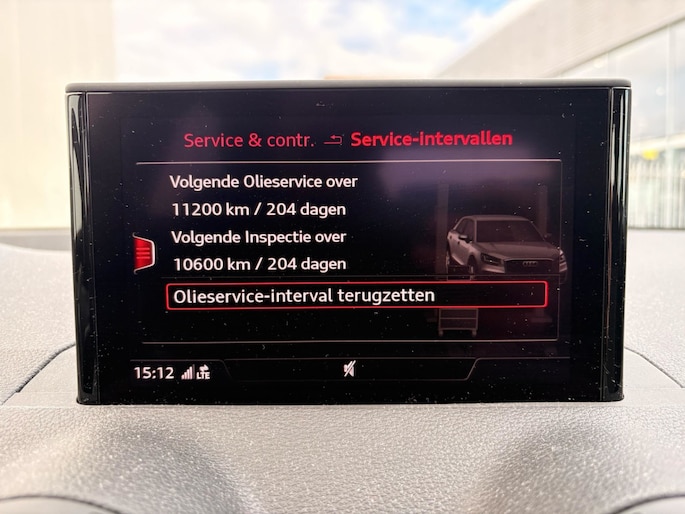 Service & contr. Service-intervallen
Volgende Olieservice over
11200 km / 204 dagen
Volgende Inspectie over
10600 km / 204 dagen
Olieservice-interval terugzetten
15:12 LTE